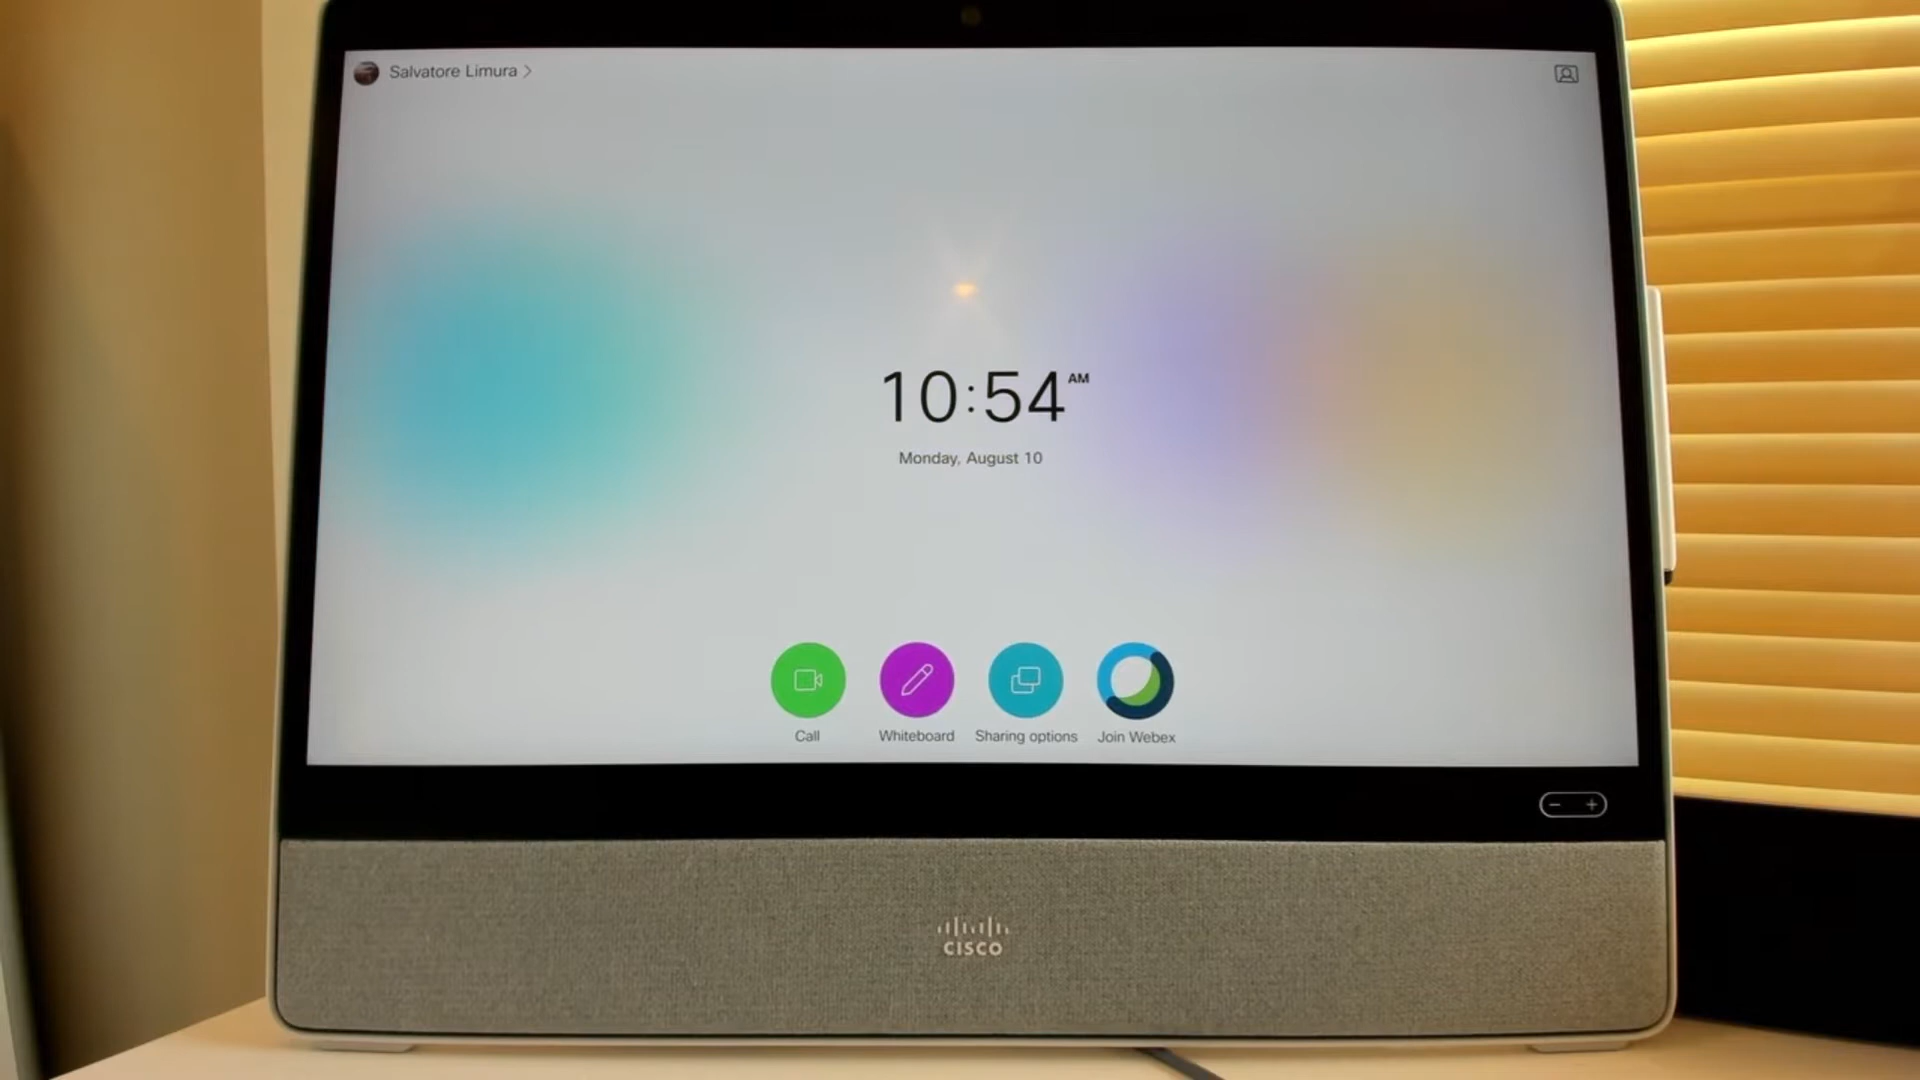 Salvatore Limura >
10:54 AM
Monday, August 10
Call
Whiteboard
Sharing options
Join Webex
- +
CISCO